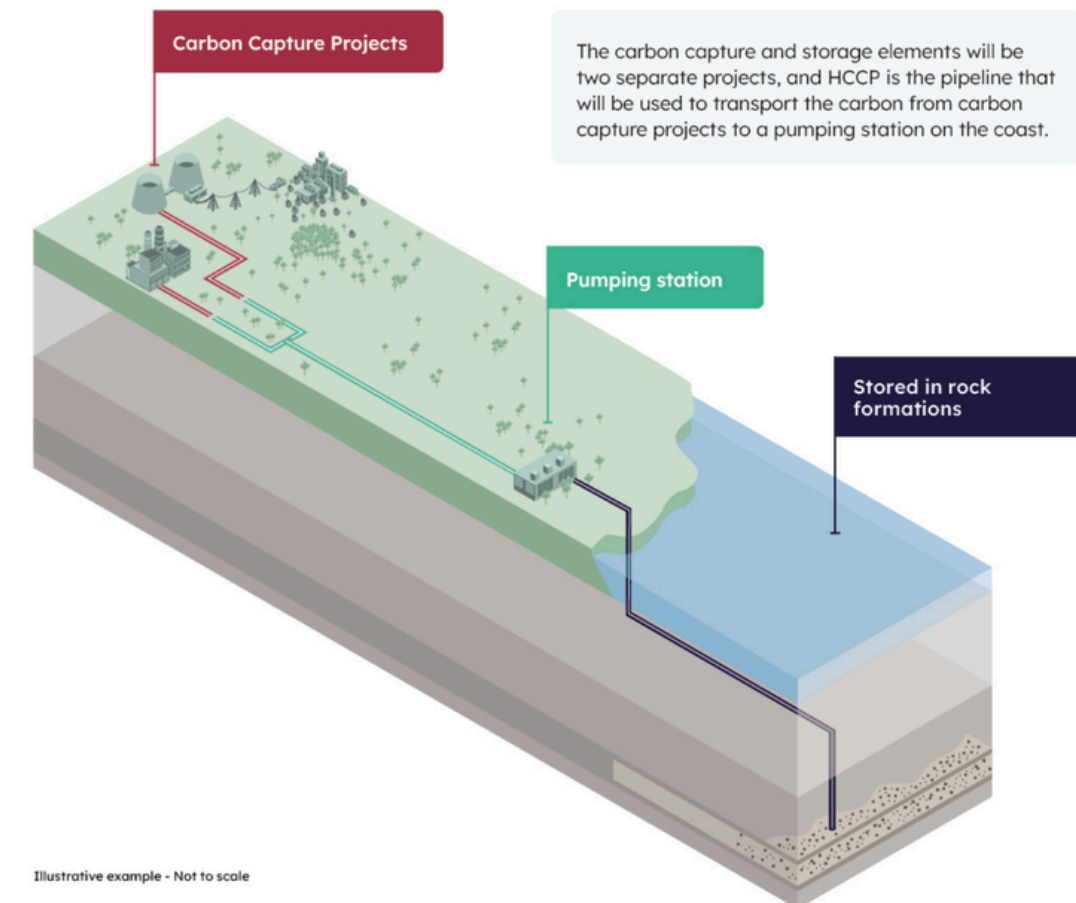 Carbon Capture Projects
The carbon capture and storage elements will be
two separate projects, and HCCP is the pipeline that
will be used to transport the carbon from carbon
capture projects to a pumping station on the coast.
Pumping station
Stored in rock
formations
Illustrative example - Not to scale